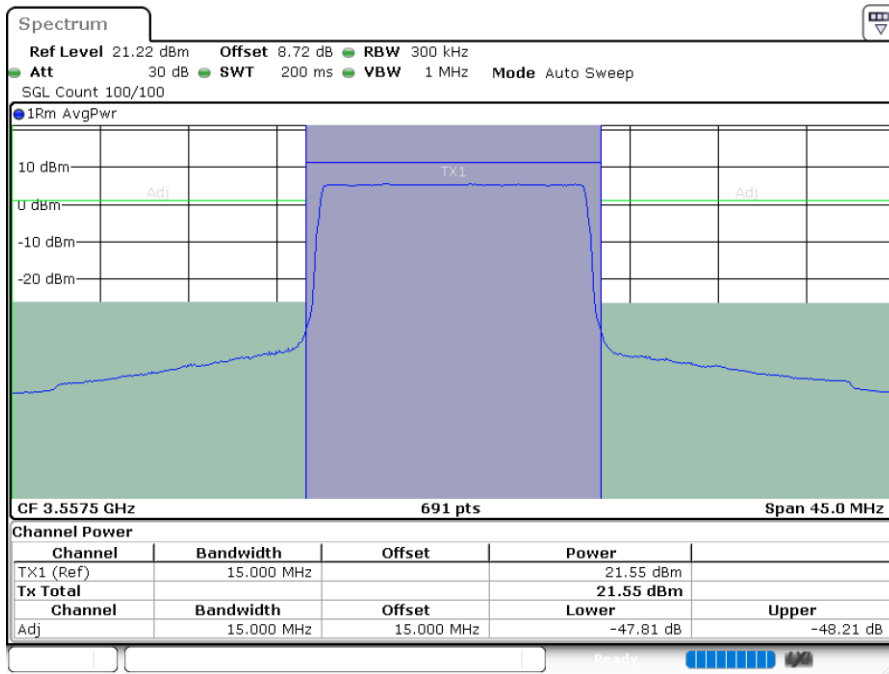 Spectrum
Ref Level 21.22 dBm Offset 8.72 dB RBW 300 kHz
Att 30 dB SWT 200 ms VBW 1 MHz Mode Auto Sweep
SGL Count 100/100
1Rm AvgPwr
10 dBm
TX1
Adj Adj
0 dBm
-10 dBm
-20 dBm
CF 3.5575 GHz 691 pts Span 45.0 MHz
Channel Power
Channel Bandwidth Offset Power
TX1 (Ref) 15.000 MHz 21.55 dBm
Tx Total 21.55 dBm
Channel Bandwidth Offset Lower Upper
Adj 15.000 MHz 15.000 MHz -47.81 dB -48.21 dB
Ready